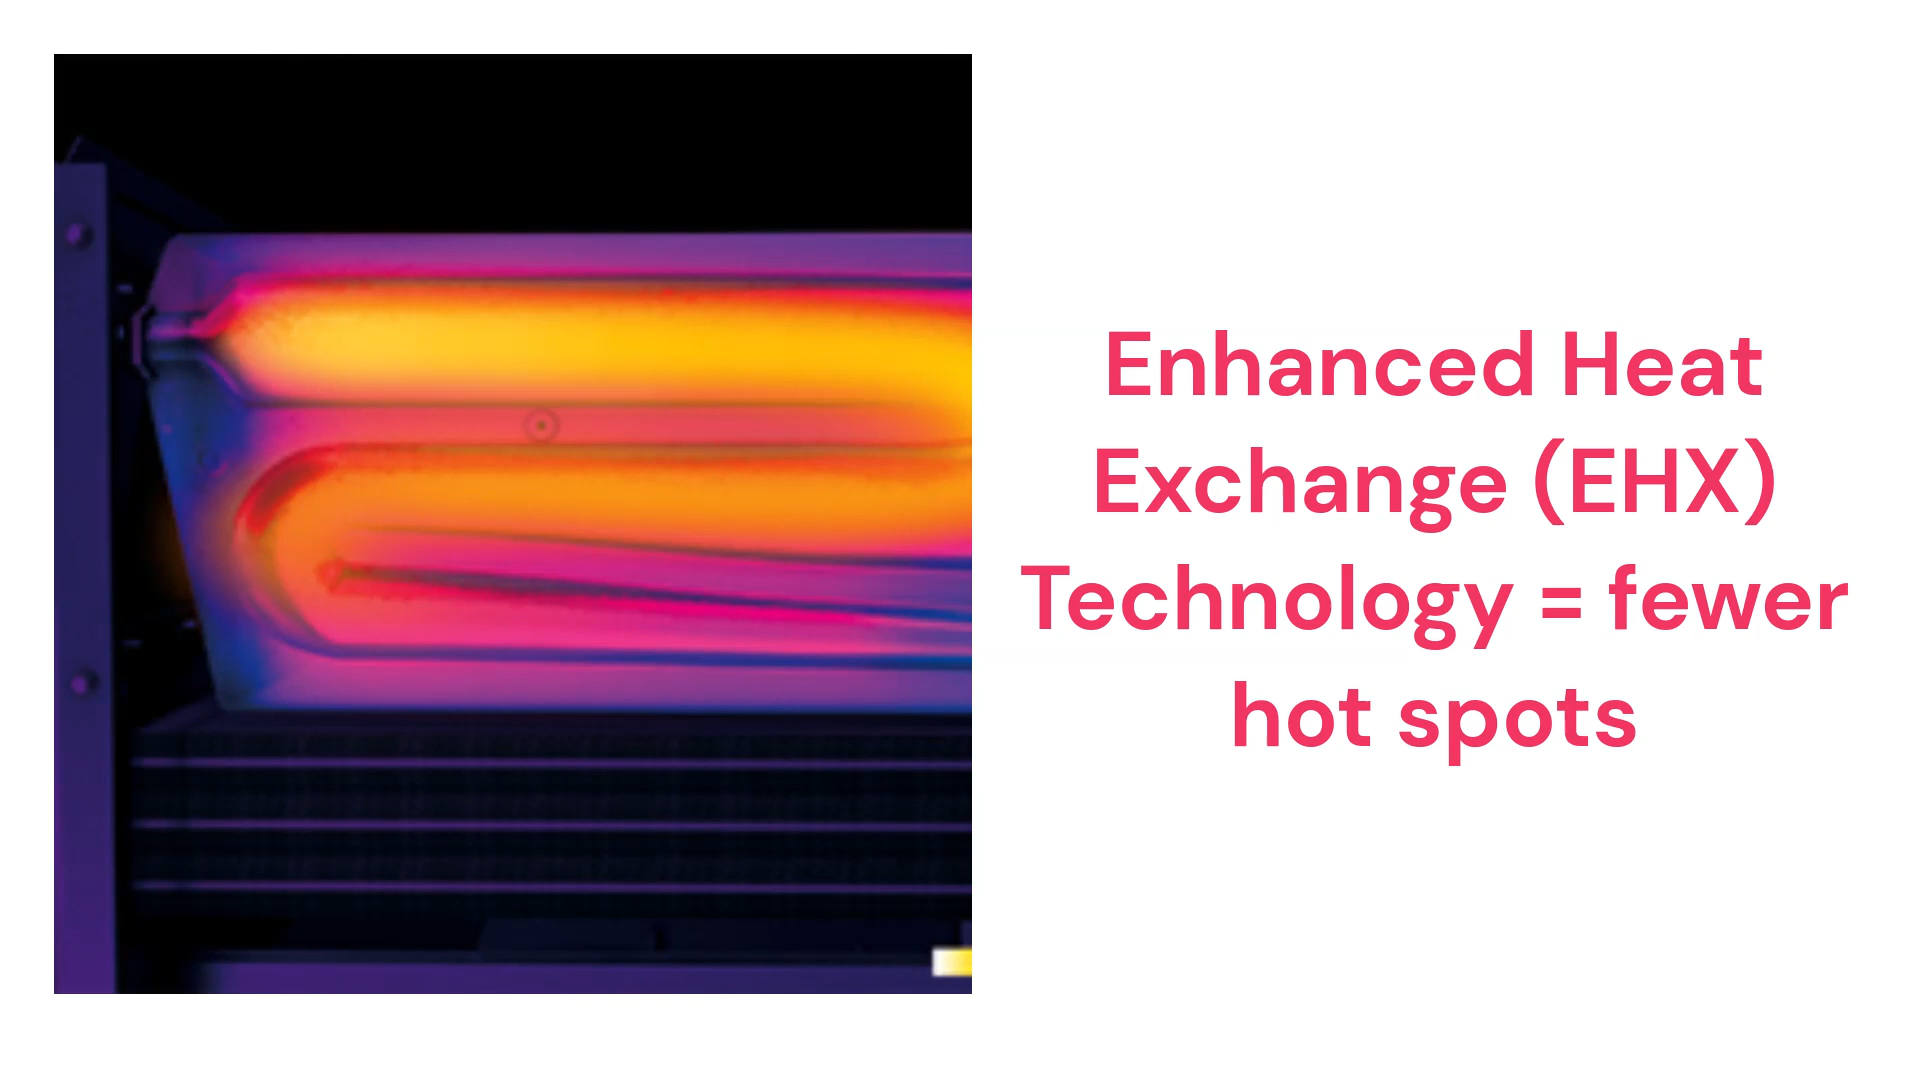 Enhanced Heat
Exchange (EHX)
Technology = fewer
hot spots